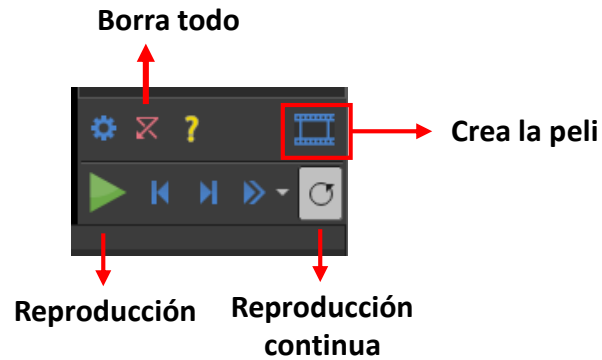 Borra todo
?
Crea la peli
Reproducción
Reproducción
continua